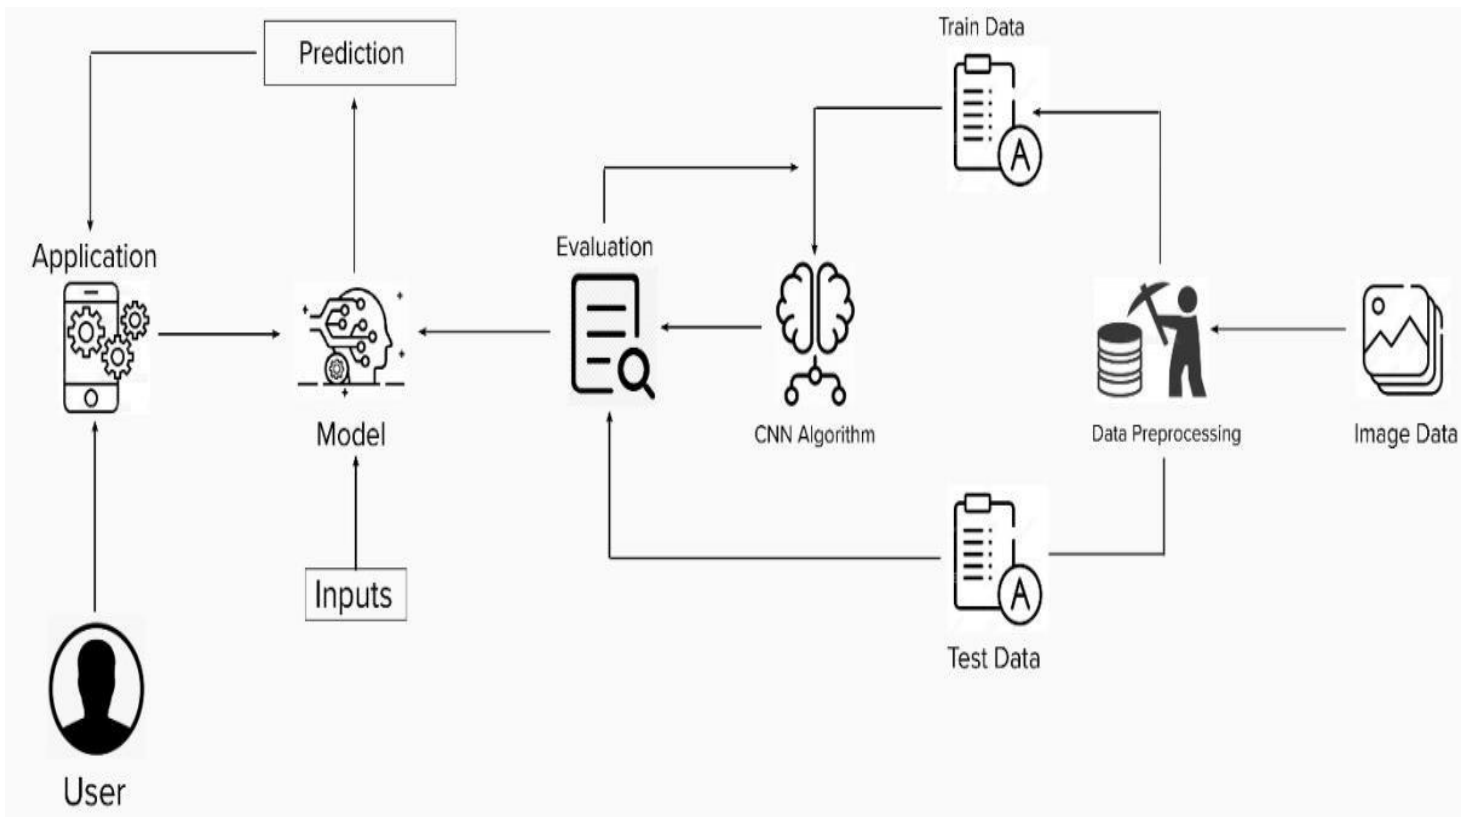 Train Data
Prediction
Evaluation
Application
Model
CNN Algorithm
Data Preprocessing
Image Data
Inputs
Test Data
User
A
A